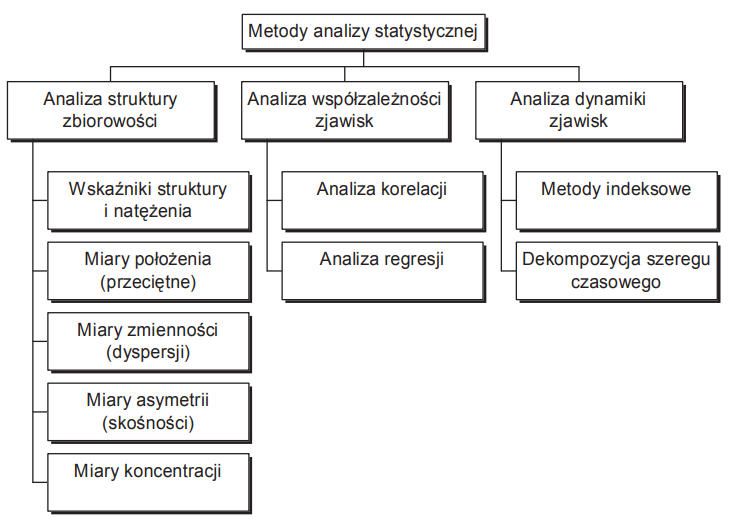 Metody analizy statystycznej
Analiza struktury
zbiorowości
Analiza współzależności
zjawisk
Analiza dynamiki
zjawisk
Wskaźniki struktury
i natężenia
Miary położenia
(przeciętne)
Miary zmienności
(dyspersji)
Miary asymetrii
(skośności)
Miary koncentracji
Analiza korelacji
Analiza regresji
Metody indeksowe
Dekompozycja szeregu
czasowego